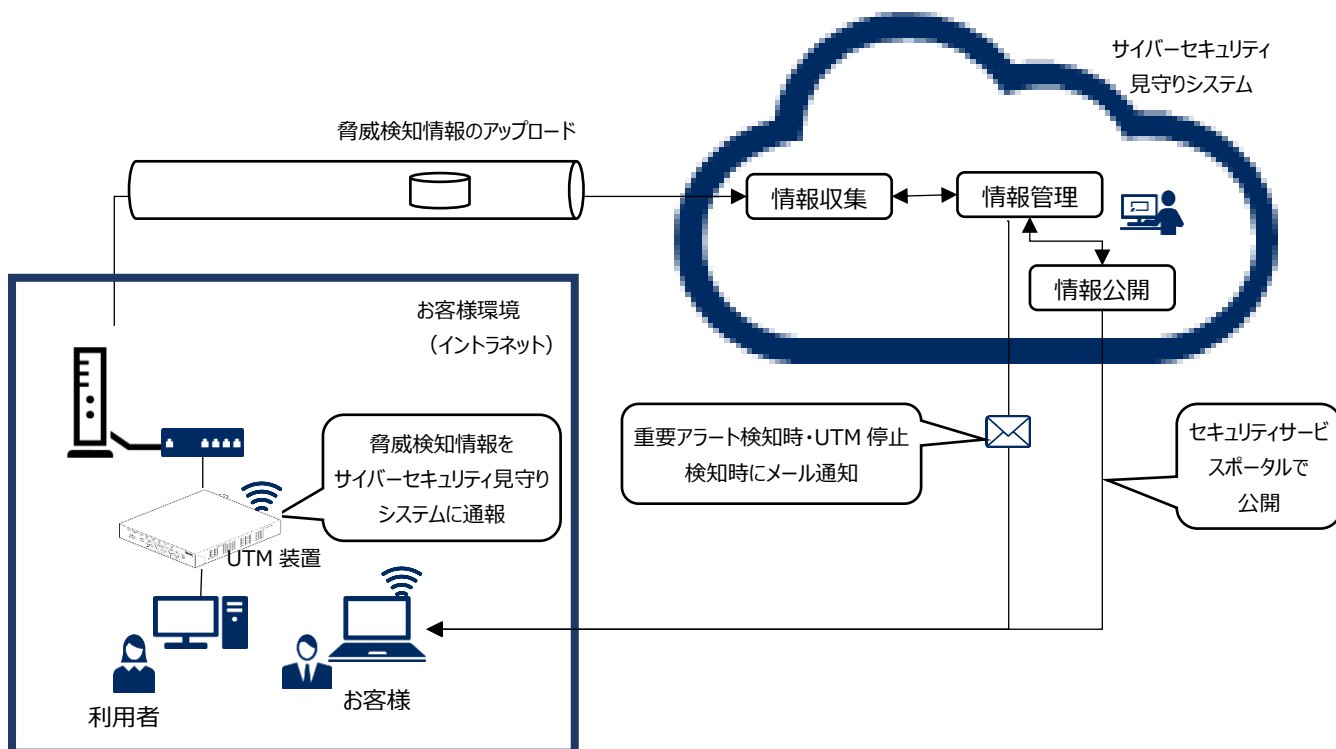 サイバーセキュリティ
見守りシステム
脅威検知情報のアップロード
情報収集
情報管理
情報公開
お客様環境
（イントラネット）
脅威検知情報を
サイバーセキュリティ見守り
システムに通報
UTM 装置
重要アラート検知時・UTM 停止
検知時にメール通知
セキュリティサービ
スポータルで
公開
利用者
お客様